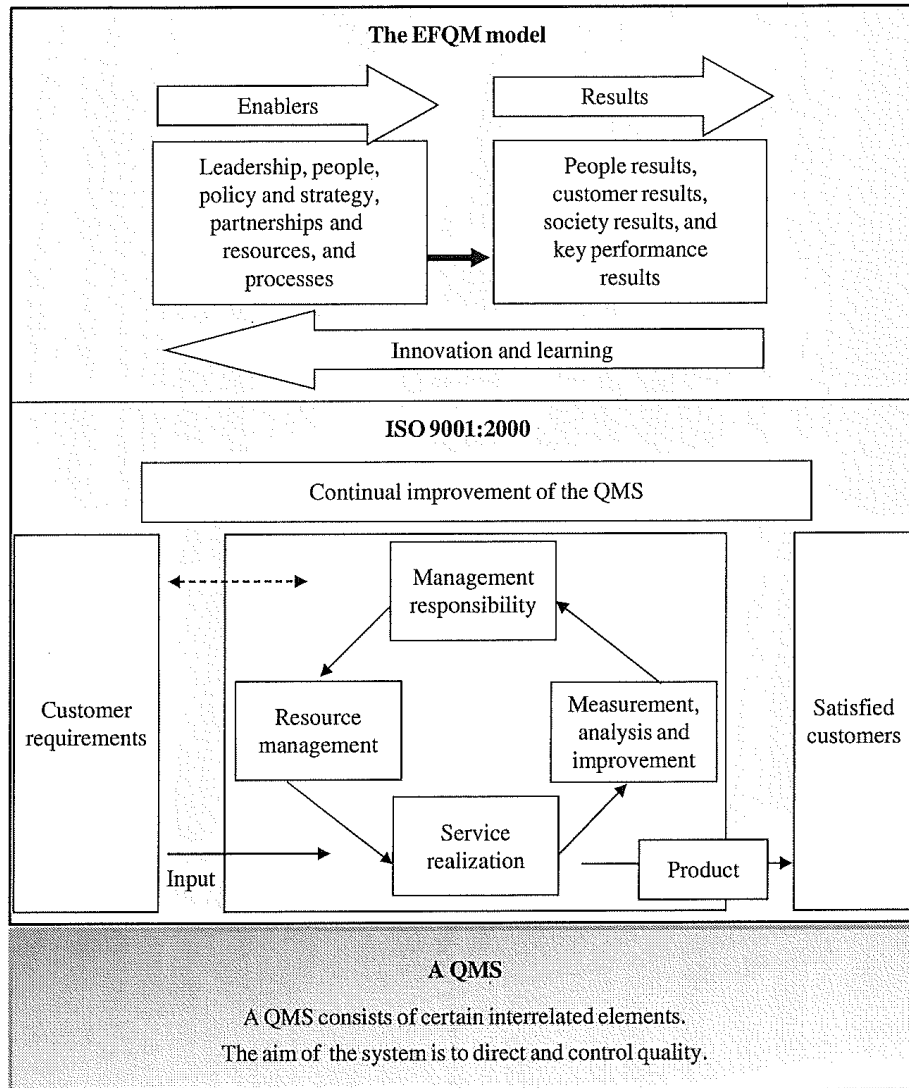 The EFQM model
Enablers
Results
Leadership, people,
policy and strategy,
partnerships and
resources, and
processes
People results,
customer results,
society results, and
key performance
results
Innovation and learning
ISO 9001:2000
Continual improvement of the QMS
Customer
requirements
Management
responsibility
Resource
management
Measurement,
analysis and
improvement
Service
realization
Input
Product
Satisfied
customers
A QMS
A QMS consists of certain interrelated elements.
The aim of the system is to direct and control quality.